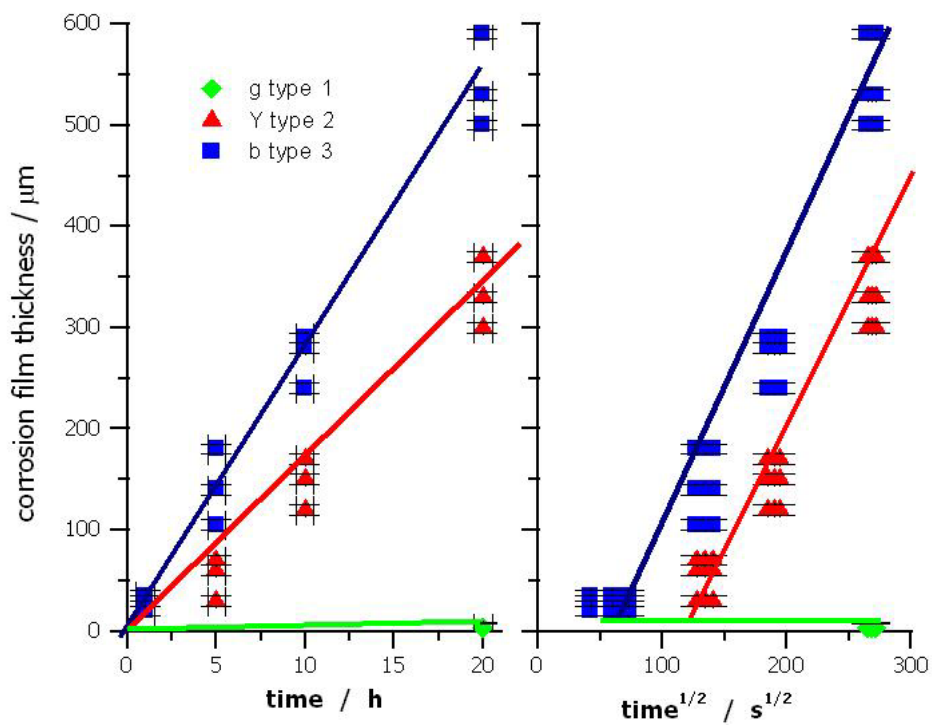 600
500
400
300
200
100
0
corrosion film thickness / μm
g type 1
Y type 2
b type 3
0 5 10 15 20
time / h
0 100 200 300
time1/2 / s1/2